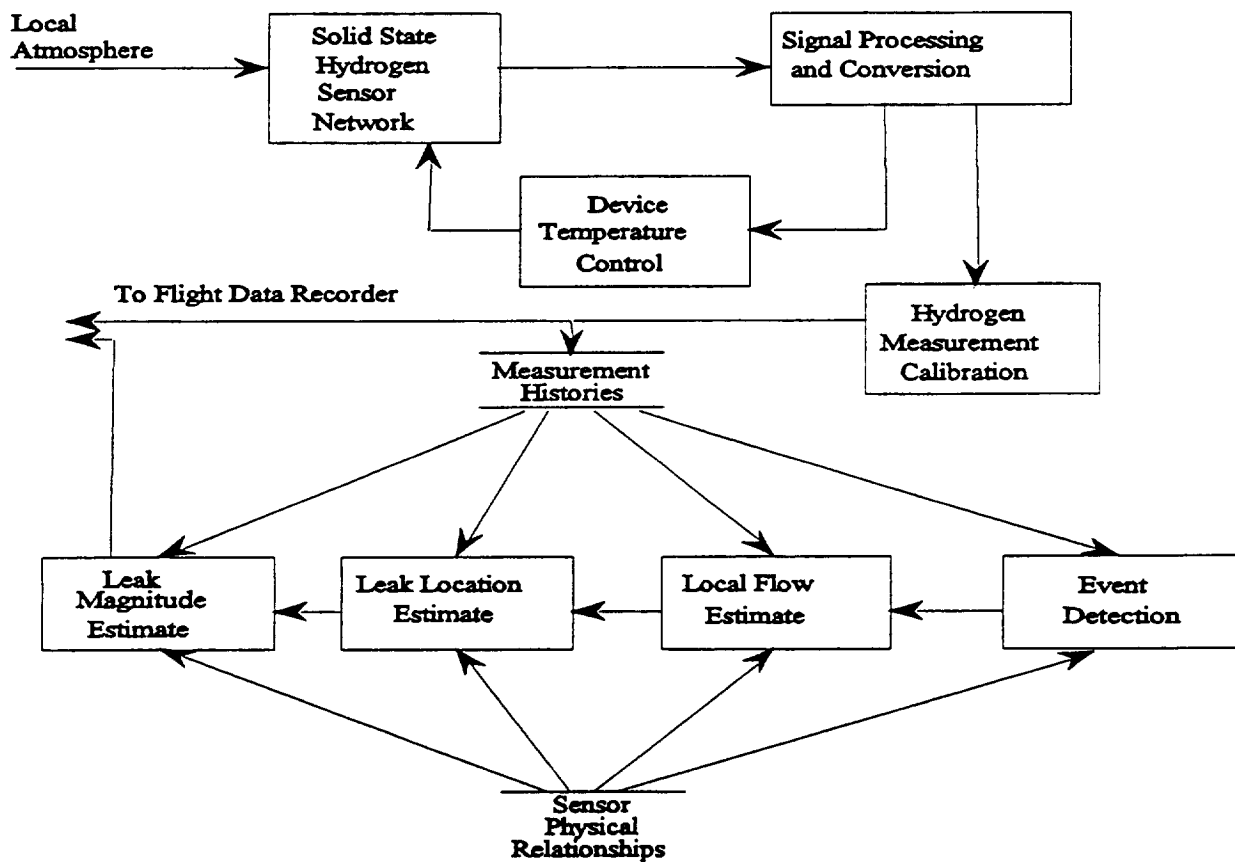 Local
Atmosphere
Solid State
Hydrogen
Sensor
Network
Signal Processing
and Conversion
Device
Temperature
Control
To Flight Data Recorder
Hydrogen
Measurement
Calibration
Measurement
Histories
Leak
Magnitude
Estimate
Leak Location
Estimate
Local Flow
Estimate
Event
Detection
Sensor
Physical
Relationships